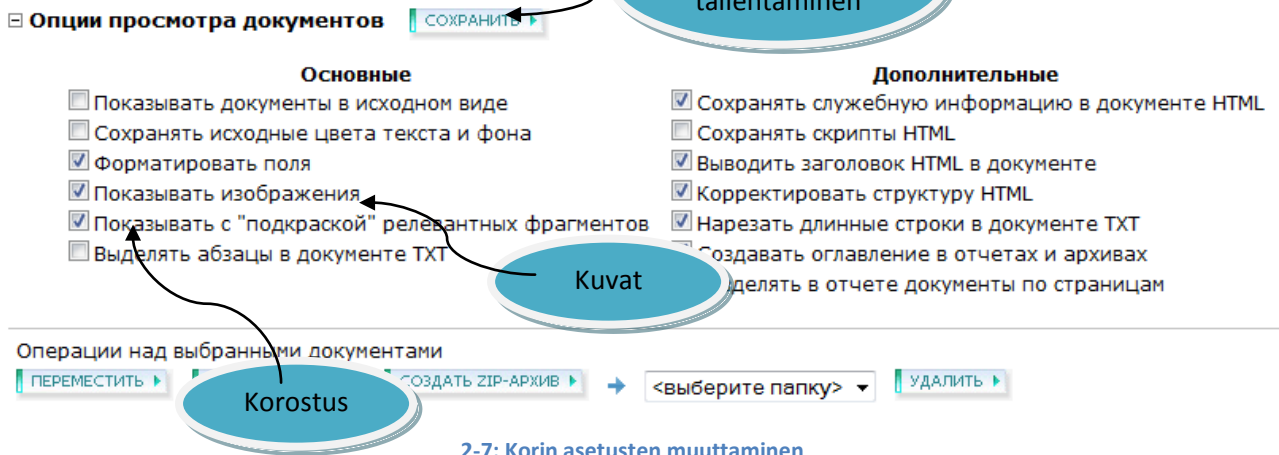 tallentaminen
Опции просмотра документов СОХРАНИТЬ
Основные
Показывать документы в исходном виде
Сохранять исходные цвета текста и фона
Форматировать поля
Показывать изображения
Показывать с "подкраской" релевантных фрагментов
Выделять абзацы в документе TXT
Дополнительные
Сохранять служебную информацию в документе HTML
Сохранять скрипты HTML
Выводить заголовок HTML в документе
Корректировать структуру HTML
Нарезать длинные строки в документе TXT
Создавать оглавление в отчетах и архивах
в отчете документы по страницам
Kuvat
Операции над выбранными документами
ПЕРЕМЕСТИТЬ СОЗДАТЬ ZIP-АРХИВ <выберите папку> УДАЛИТЬ
Korostus
2-7: Korin asetusten muuttaminen